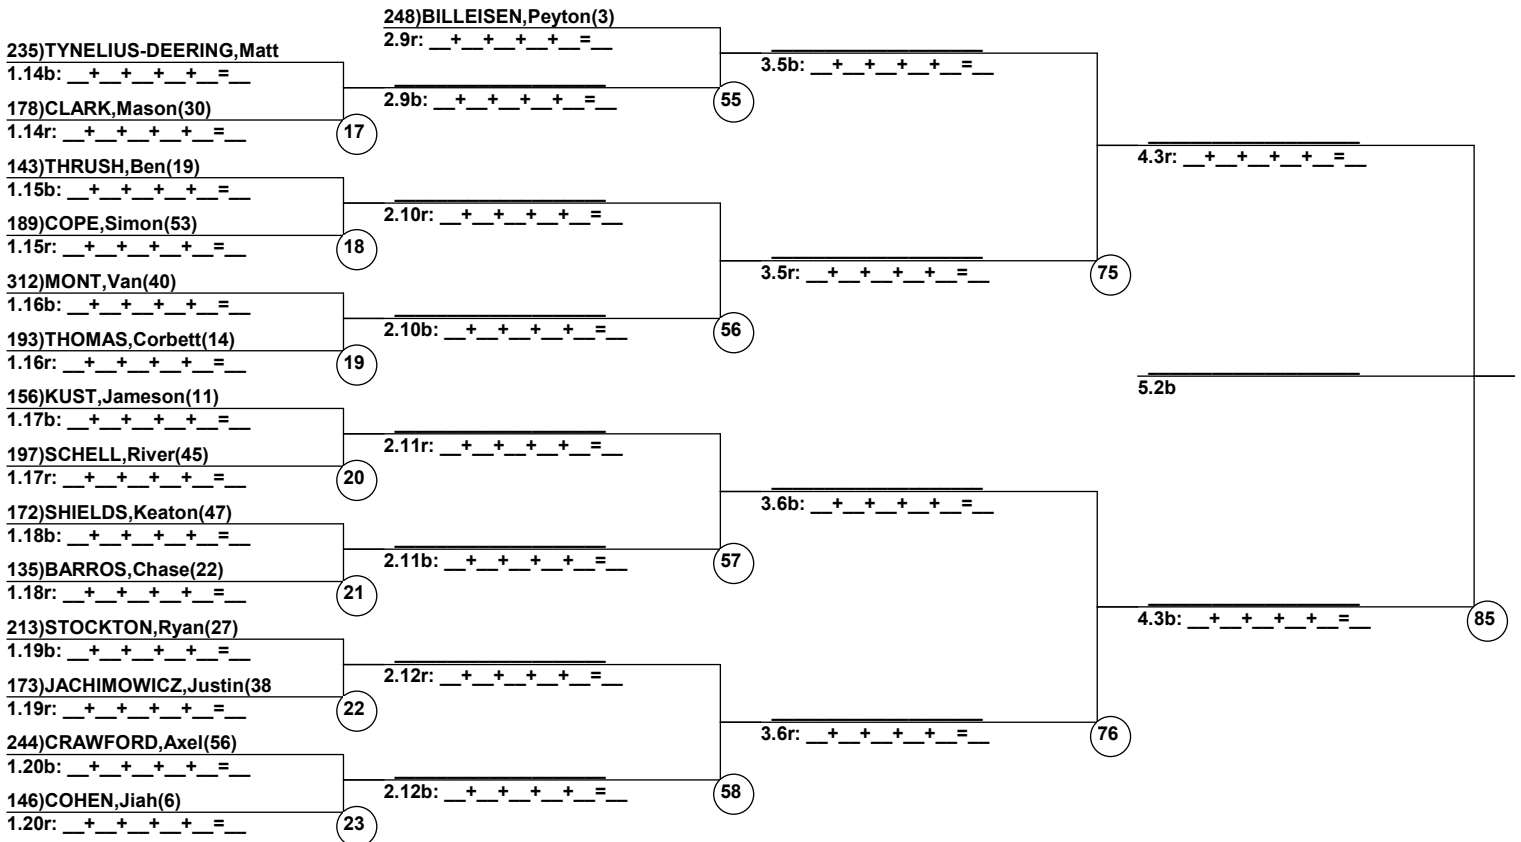 248)BILLEISEN,Peyton(3)
2.9r: __+__+__+__+__=__
235)TYNELIUS-DEERING,Matt
1.14b: __+__+__+__+__=__
2.9b: __+__+__+__+__=__
55
178)CLARK,Mason(30)
1.14r: __+__+__+__+__=__
17
3.5b: __+__+__+__+__=__
143)THRUSH,Ben(19)
1.15b: __+__+__+__+__=__
2.10r: __+__+__+__+__=__
189)COPE,Simon(53)
1.15r: __+__+__+__+__=__
18
4.3r: __+__+__+__+__=__
3.5r: __+__+__+__+__=__
75
312)MONT,Van(40)
1.16b: __+__+__+__+__=__
2.10b: __+__+__+__+__=__
56
193)THOMAS,Corbett(14)
1.16r: __+__+__+__+__=__
19
5.2b
156)KUST,Jameson(11)
1.17b: __+__+__+__+__=__
2.11r: __+__+__+__+__=__
197)SCHELL,River(45)
1.17r: __+__+__+__+__=__
20
3.6b: __+__+__+__+__=__
172)SHIELDS,Keaton(47)
1.18b: __+__+__+__+__=__
2.11b: __+__+__+__+__=__
57
135)BARROS,Chase(22)
1.18r: __+__+__+__+__=__
21
4.3b: __+__+__+__+__=__
85
213)STOCKTON,Ryan(27)
1.19b: __+__+__+__+__=__
2.12r: __+__+__+__+__=__
173)JACHIMOWICZ,Justin(38
1.19r: __+__+__+__+__=__
22
3.6r: __+__+__+__+__=__
76
244)CRAWFORD,Axel(56)
1.20b: __+__+__+__+__=__
2.12b: __+__+__+__+__=__
58
146)COHEN,Jiah(6)
1.20r: __+__+__+__+__=__
23